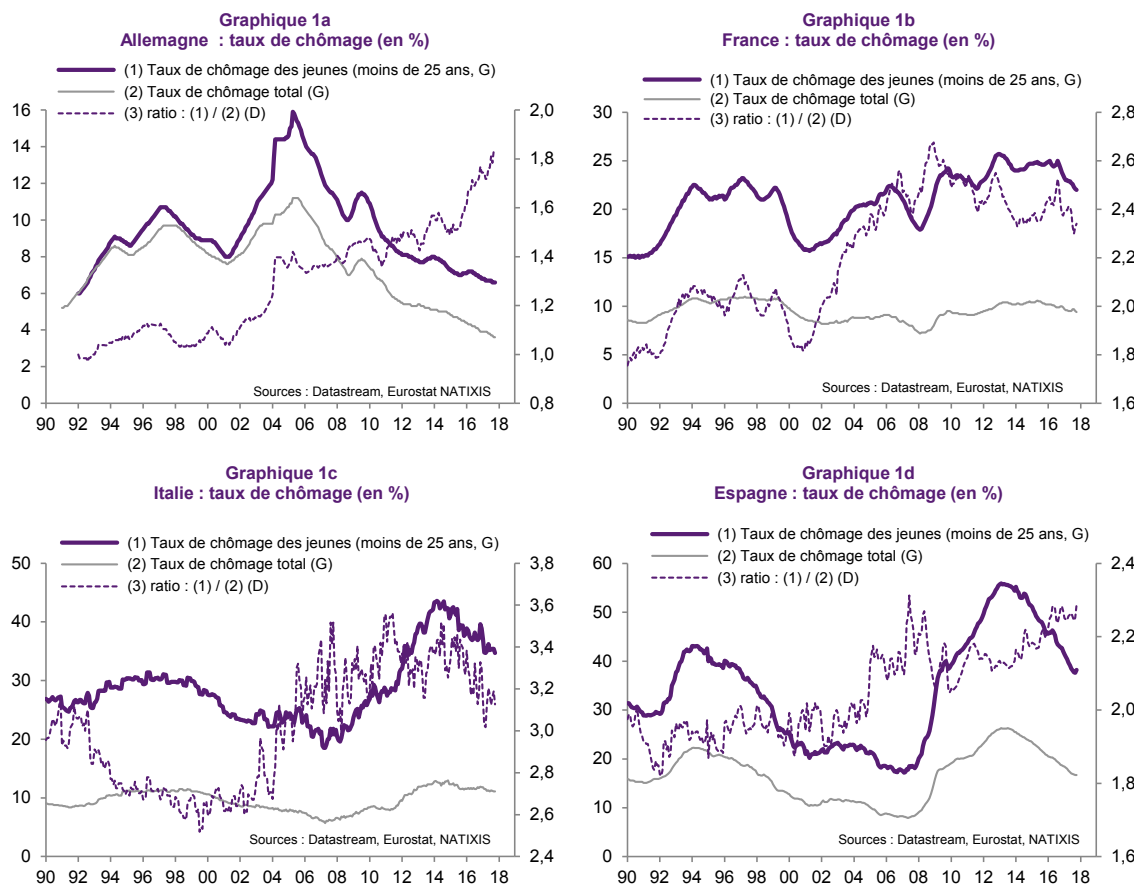 Graphique 1a
Allemagne : taux de chômage (en %)
(1) Taux de chômage des jeunes (moins de 25 ans, G)
(2) Taux de chômage total (G)
(3) ratio : (1) / (2) (D)
16
14
12
10
8
6
4
2
0
2,0
1,8
1,6
1,4
1,2
1,0
0,8
Sources : Datastream, Eurostat NATIXIS
90 92 94 96 98 00 02 04 06 08 10 12 14 16 18
Graphique 1b
France : taux de chômage (en %)
(1) Taux de chômage des jeunes (moins de 25 ans, G)
(2) Taux de chômage total (G)
(3) ratio : (1) / (2) (D)
30
25
20
15
10
5
0
2,8
2,6
2,4
2,2
2,0
1,8
1,6
Sources : Datastream, Eurostat, NATIXIS
90 92 94 96 98 00 02 04 06 08 10 12 14 16 18
Graphique 1c
Italie : taux de chômage (en %)
(1) Taux de chômage des jeunes (moins de 25 ans, G)
(2) Taux de chômage total (G)
(3) ratio : (1) / (2) (D)
50
40
30
20
10
0
3,8
3,6
3,4
3,2
3,0
2,8
2,6
2,4
Sources : Datastream, Eurostat, NATIXIS
90 92 94 96 98 00 02 04 06 08 10 12 14 16 18
Graphique 1d
Espagne : taux de chômage (en %)
(1) Taux de chômage des jeunes (moins de 25 ans, G)
(2) Taux de chômage total (G)
(3) ratio : (1) / (2) (D)
60
50
40
30
20
10
0
2,4
2,2
2,0
1,8
1,6
Sources : Datastream, Eurostat, NATIXIS
90 92 94 96 98 00 02 04 06 08 10 12 14 16 18